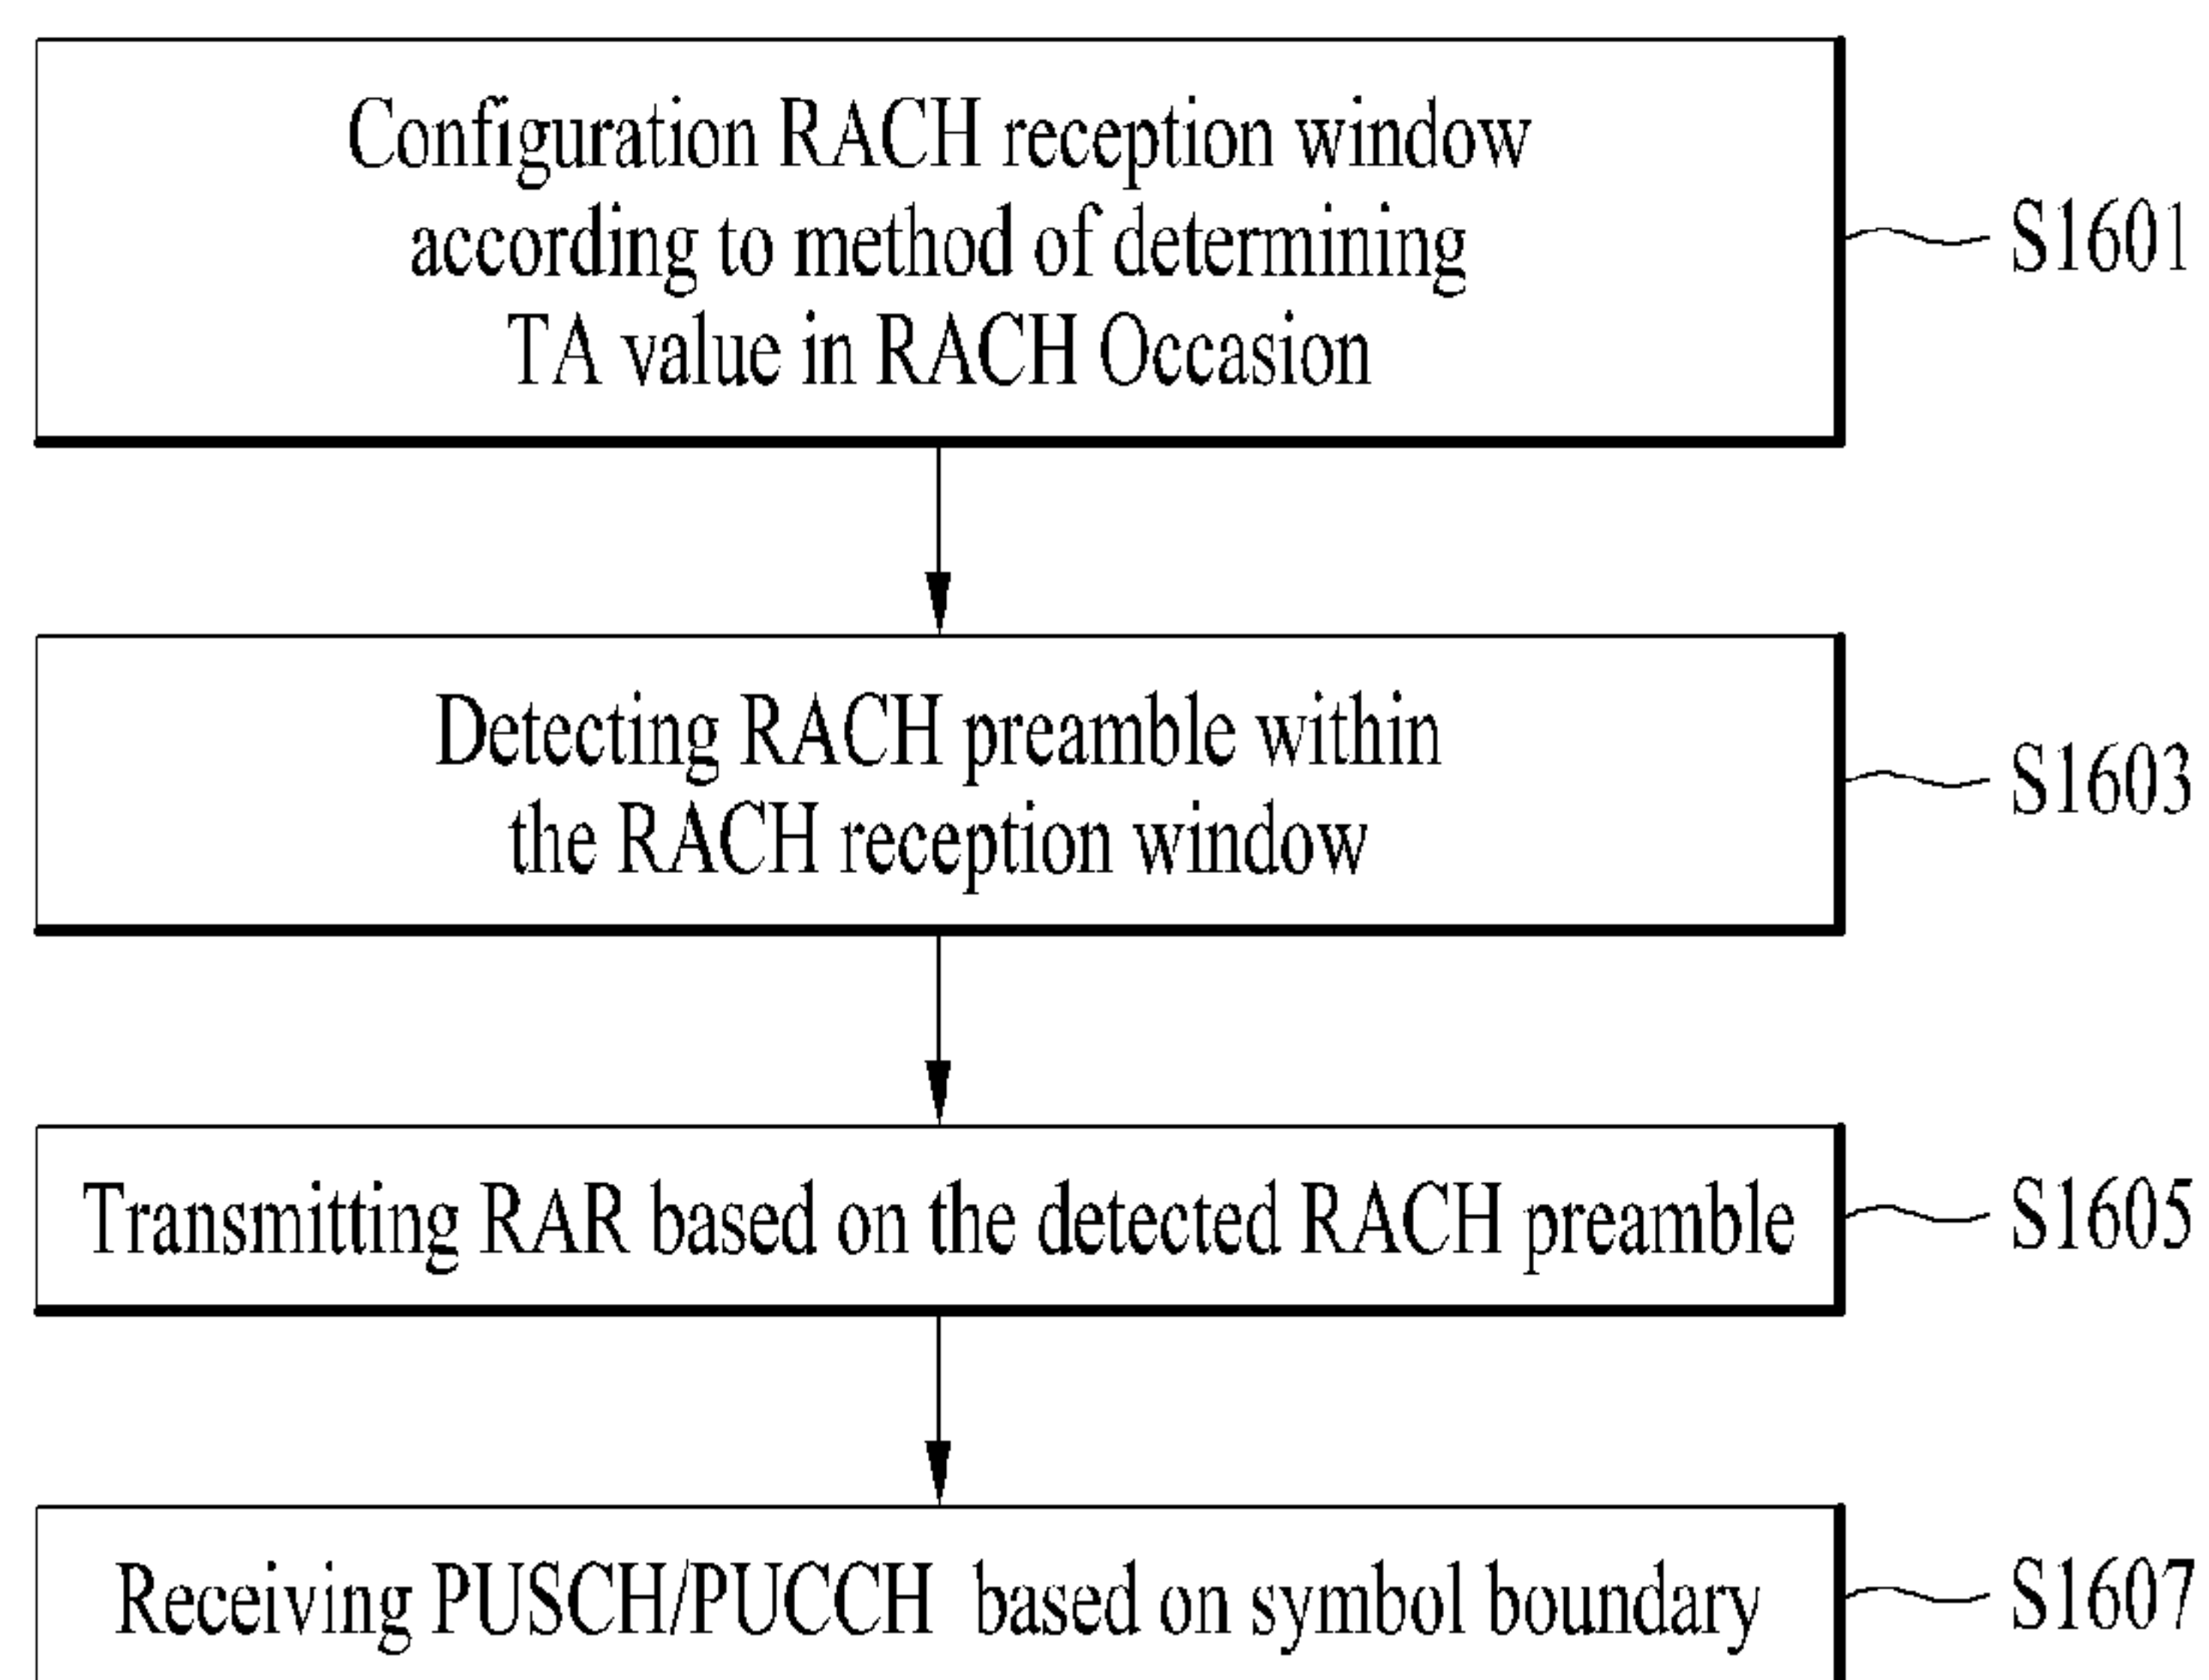 Configuration RACH reception window
according to method of determining
TA value in RACH Occasion
S1601
Detecting RACH preamble within
the RACH reception window
S1603
Transmitting RAR based on the detected RACH preamble
S1605
Receiving PUSCH/PUCCH based on symbol boundary
S1607